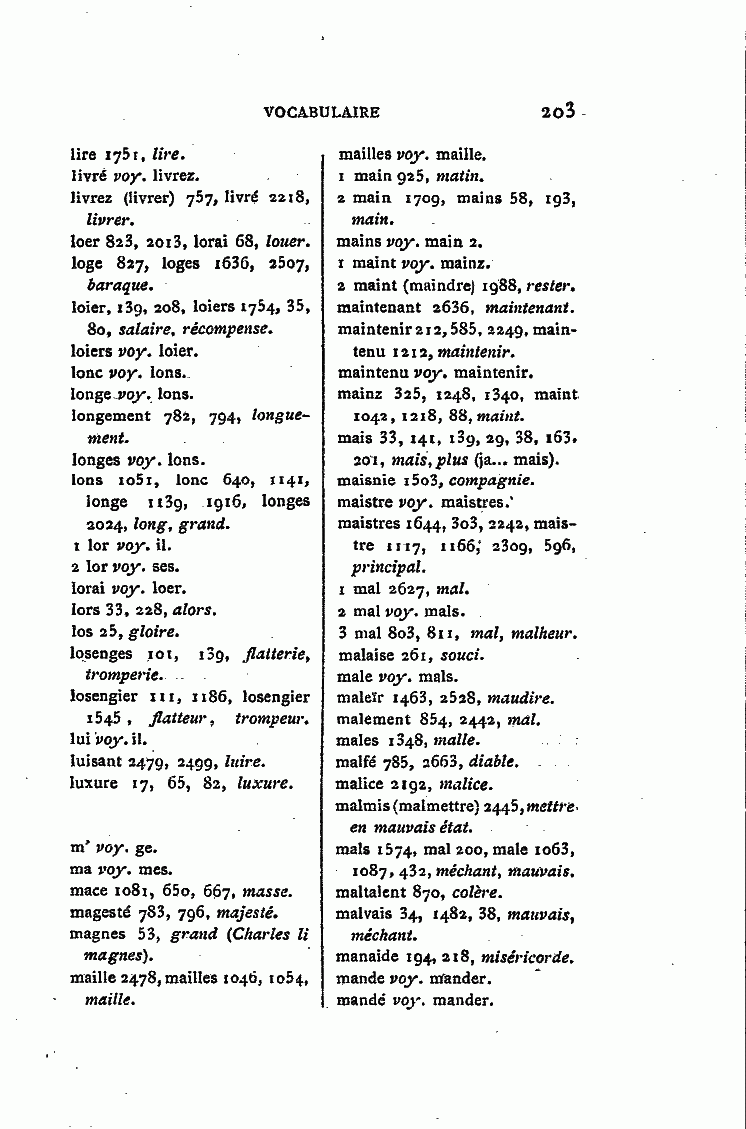 VOCABULAIRE 203
lire 1751, lire.
livré voy. livrez.
livrez (livrer) 757, livré 2218,
livrer.
loer 823, 2013, lorai 68, louer.
loge 827, loges 1636, 2507,
baraque.
loier, 139, 208, loiers 1754, 35,
80, salaire, récompense.
loiers voy. loier.
lonc voy. lons.
longe voy. lons.
longement 782, 794, longue-
ment.
longes voy. lons.
lons 1051, lonc 640, 1141,
longe 1139, 1916, longes
2024, long, grand.
1 lor voy. il.
2 lor voy. ses.
lorai voy. loer.
lors 33, 228, alors.
los 25, gloire.
losenges 101, 139, flatterie,
tromperie.
losengier 111, 1186, losengier
1545, flatteur, trompeur.
lui voy. il.
luisant 2479, 2499, luire.
luxure 17, 65, 82, luxure.
m' voy. ge.
ma voy. mes.
mace 1081, 650, 667, masse.
magesté 783, 796, majesté.
magnes 53, grand (Charles li
magnes).
maille 2478, mailles 1046, 1054,
maille.
mailles voy. maille.
1 main 925, matin.
2 main 1709, mains 58, 193,
main.
mains voy. main 2.
1 maint voy. mainz.
2 maint (maindre) 1988, rester.
maintenant 2636, maintenant.
maintenir 212, 585, 2249, main-
tenu 1212, maintenir.
maintenu voy. maintenir.
mainz 325, 1248, 1340, maint
1042, 1218, 88, maint.
mais 33, 141, 139, 29, 38, 163,
201, mais, plus (ja... mais).
maisnie 1503, compagnie.
maistre voy. maistres.
maistres 1644, 303, 2242, mais-
tre 1117, 1166, 2309, 596,
principal.
1 mal 2627, mal.
2 mal voy. mals.
3 mal 803, 811, mal, malheur.
malaise 261, souci.
male voy. mals.
maleïr 1463, 2528, maudire.
malement 854, 2442, mal.
males 1348, malle.
malfé 785, 2663, diable.
malice 2192, malice.
malmis (malmettre) 2445, mettre
en mauvais état.
mals 1574, mal 200, male 1063,
1087, 432, méchant, mauvais.
maltalent 870, colère.
malvais 34, 1482, 38, mauvais,
méchant.
manaide 194, 218, miséricorde.
mande voy. mander.
mandé voy. mander.